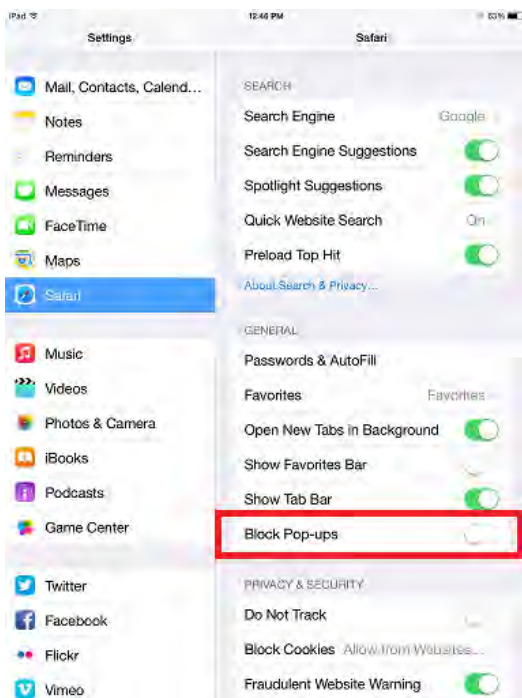 iPad
12:46 PM
63%
Settings
Safari
Mail, Contacts, Calend...
Notes
Reminders
Messages
FaceTime
Maps
Safari
Music
Videos
Photos & Camera
iBooks
Podcasts
Game Center
Twitter
Facebook
Flickr
Vimeo
SEARCH
Search Engine Google
Search Engine Suggestions
Spotlight Suggestions
Quick Website Search On
Preload Top Hit
About Search & Privacy...
GENERAL
Passwords & AutoFill
Favorites Favorites
Open New Tabs in Background
Show Favorites Bar
Show Tab Bar
Block Pop-ups
PRIVACY & SECURITY
Do Not Track
Block Cookies Allow from Websites...
Fraudulent Website Warning